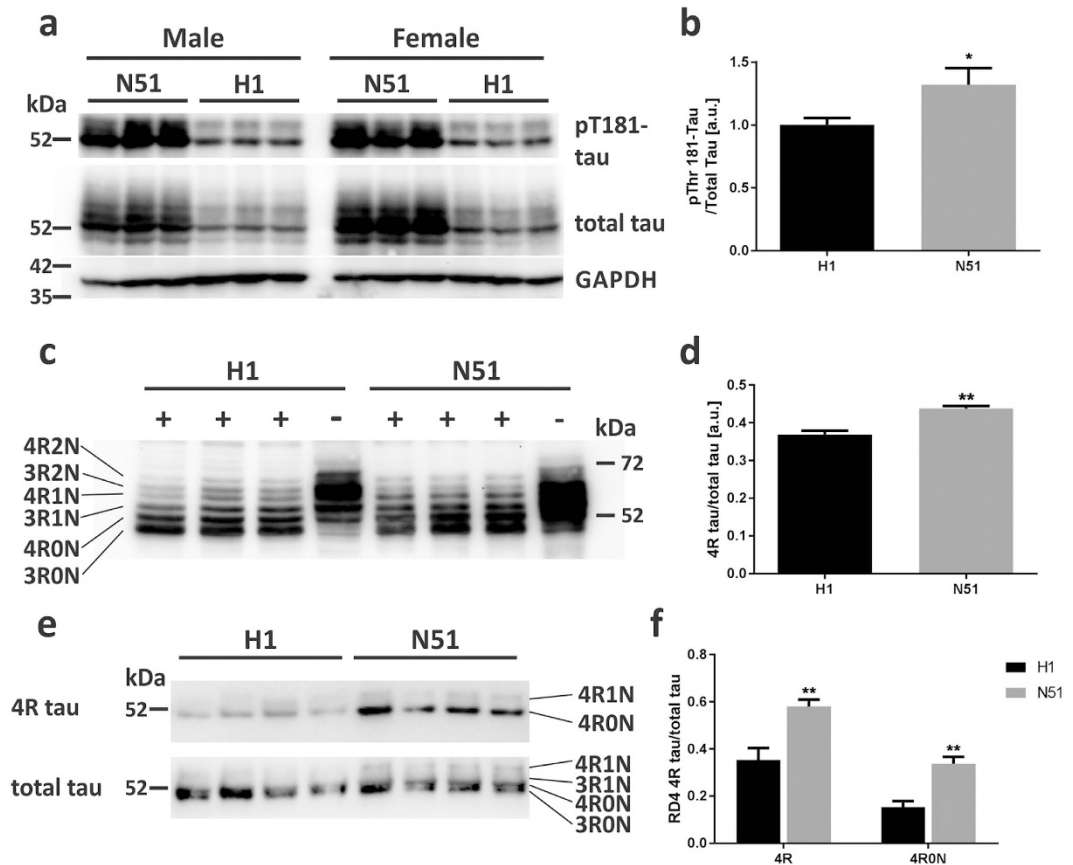 a
Male Female
N51 H1 N51 H1
kDa
52
pT181-
tau
52
total tau
42
35
GAPDH
b
*
1.5
1.0
0.5
0.0
pThr 181-Tau
/Total Tau [a.u.]
H1 N51
c
H1 N51
+ + + - + + + -
kDa
4R2N
3R2N
4R1N
3R1N
4R0N
3R0N
72
52
d
**
0.5
0.4
0.3
0.2
0.1
0.0
4R tau/total tau [a.u.]
H1 N51
e
H1 N51
kDa
4R tau
52
4R1N
4R0N
total tau
52
4R1N
3R1N
4R0N
3R0N
f
H1
N51
**
**
0.8
0.6
0.4
0.2
0.0
RD4 4R tau/total tau
4R 4R0N